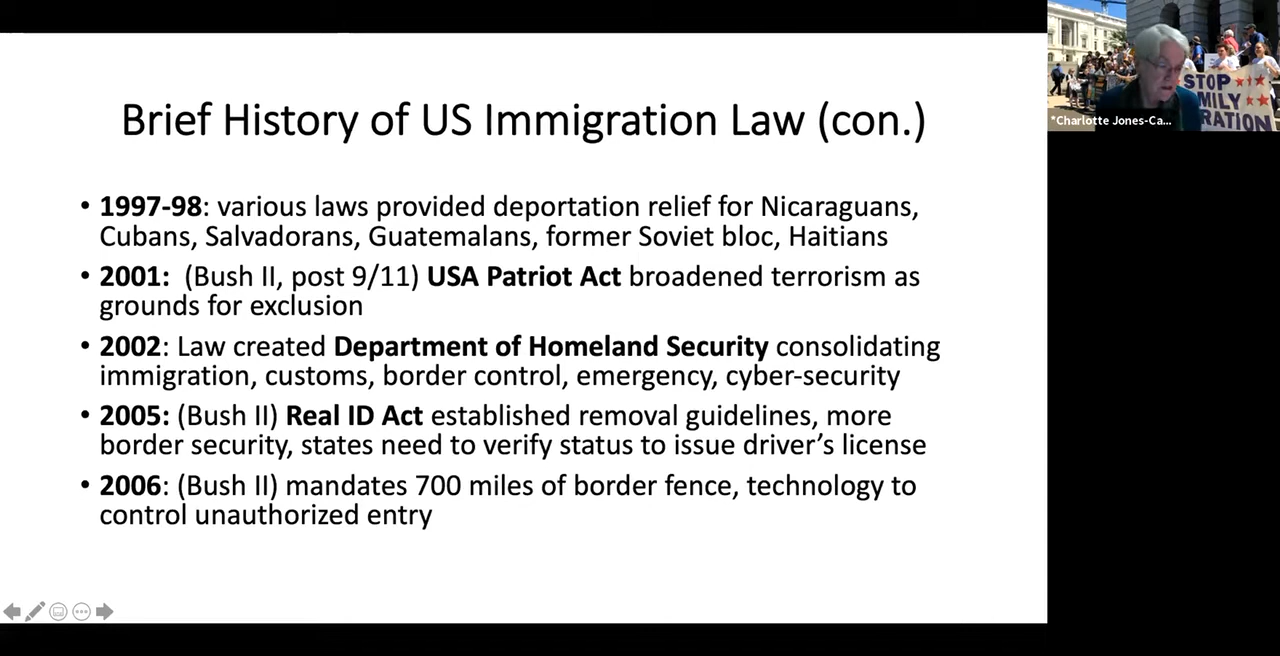 Brief History of US Immigration Law (con.)
• 1997-98: various laws provided deportation relief for Nicaraguans,
Cubans, Salvadorans, Guatemalans, former Soviet bloc, Haitians
• 2001:  (Bush II, post 9/11) USA Patriot Act broadened terrorism as
grounds for exclusion
• 2002: Law created Department of Homeland Security consolidating
immigration, customs, border control, emergency, cyber-security
• 2005: (Bush II) Real ID Act established removal guidelines, more
border security, states need to verify status to issue driver’s license
• 2006: (Bush II) mandates 700 miles of border fence, technology to
control unauthorized entry
STOP
MILY
RATION
*Charlotte Jones-Ca...